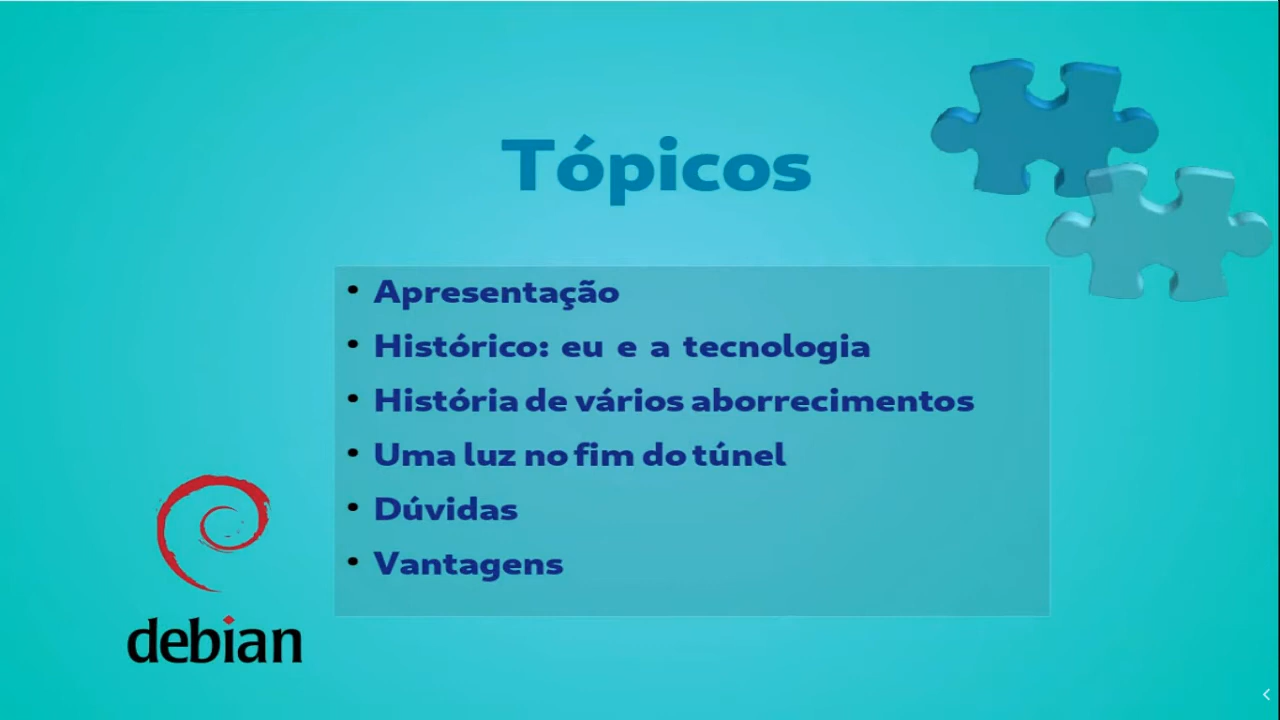 Tópicos
• Apresentação
• Histórico: eu e a tecnologia
• História de vários aborrecimentos
• Uma luz no fim do túnel
• Dúvidas
• Vantagens
debian